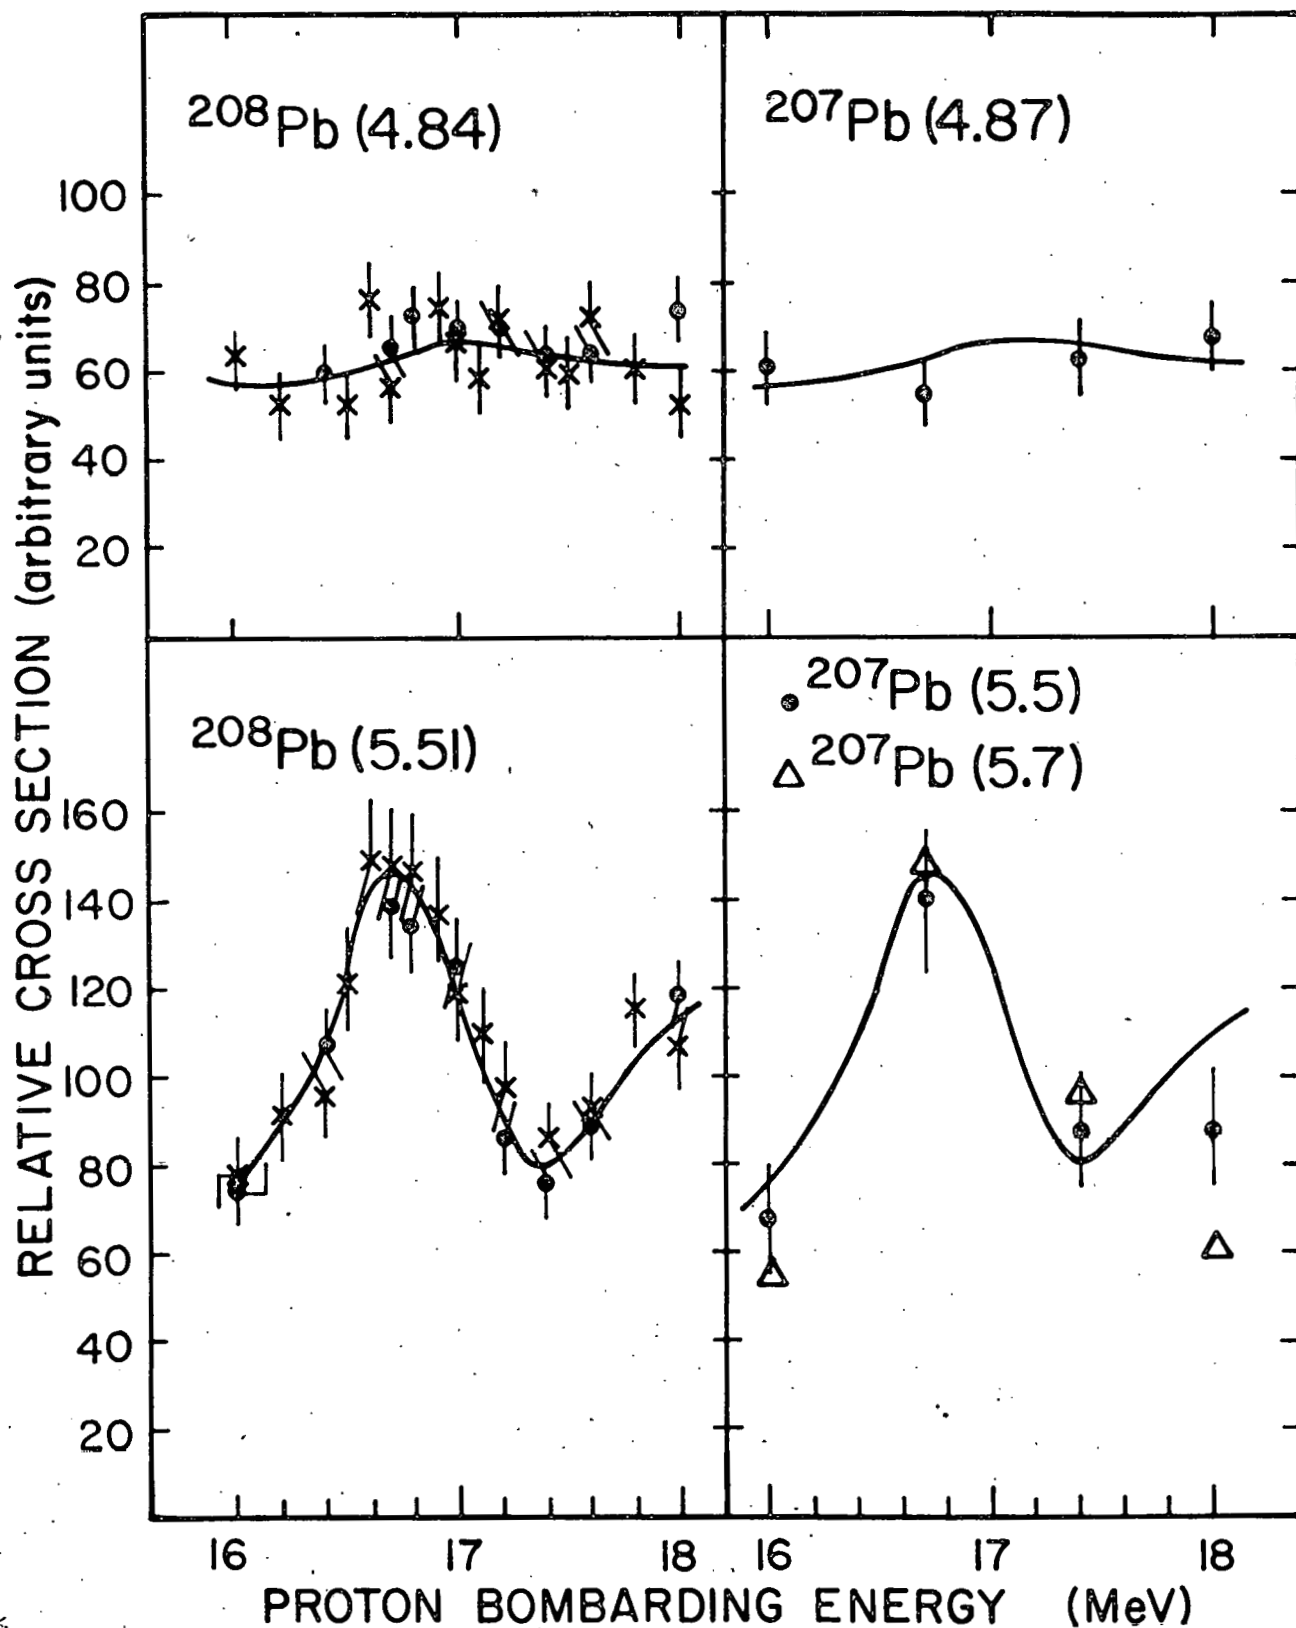 ²⁰⁸Pb (4.84)
²⁰⁷Pb (4.87)
100
80
60
40
20
RELATIVE CROSS SECTION (arbitrary units)
²⁰⁸Pb (5.51)
²⁰⁷Pb (5.5)
²⁰⁷Pb (5.7)
160
140
120
100
80
60
40
20
16 17 18 16 17 18
PROTON BOMBARDING ENERGY (MeV)